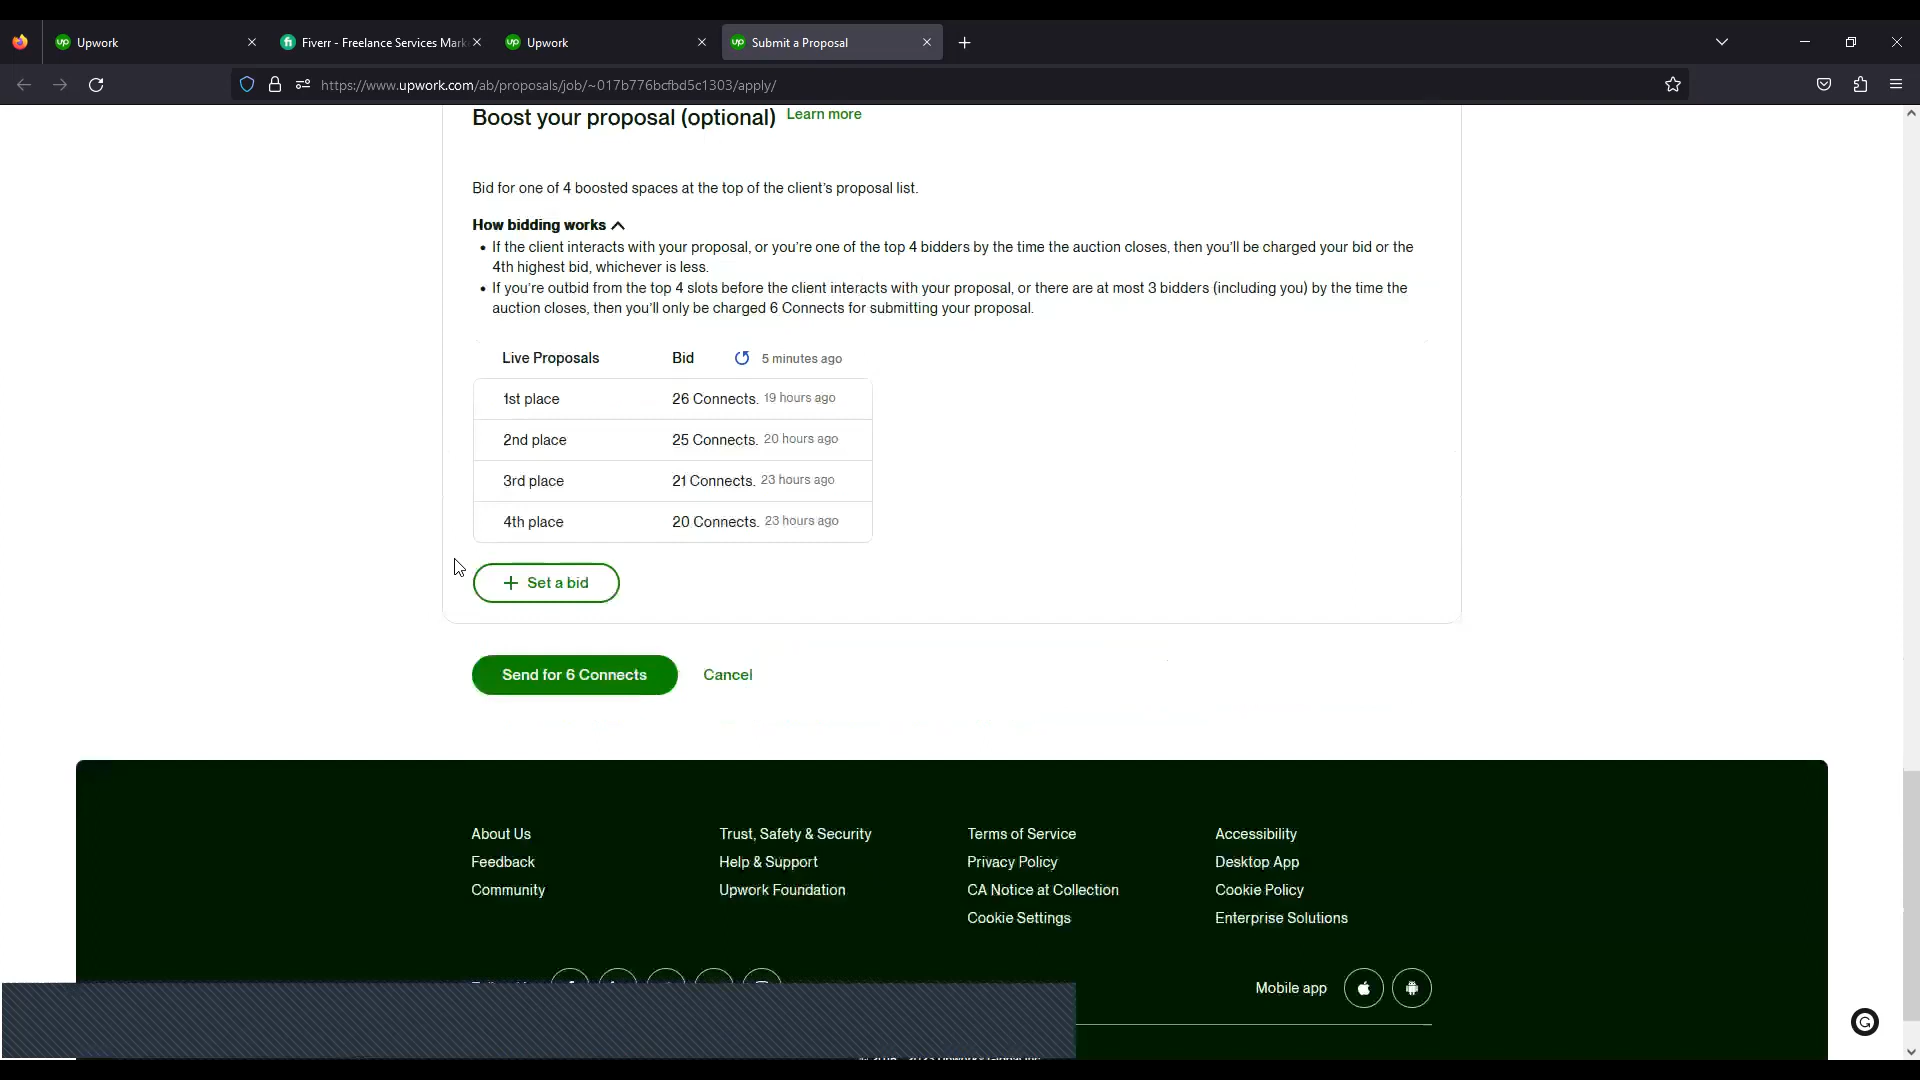 Upwork
Fiverr - Freelance Services Mark
Upwork
Submit a Proposal
https://www.upwork.com/ab/proposals/job/~017b776bcfbd5c1303/apply/
Boost your proposal (optional) Learn more
Bid for one of 4 boosted spaces at the top of the client's proposal list.
How bidding works
• If the client interacts with your proposal, or you're one of the top 4 bidders by the time the auction closes, then you'll be charged your bid or the
4th highest bid, whichever is less.
• If you're outbid from the top 4 slots before the client interacts with your proposal, or there are at most 3 bidders (including you) by the time the
auction closes, then you'll only be charged 6 Connects for submitting your proposal.
Live Proposals Bid 5 minutes ago
1st place 26 Connects. 19 hours ago
2nd place 25 Connects. 20 hours ago
3rd place 21 Connects. 23 hours ago
4th place 20 Connects. 23 hours ago
+ Set a bid
Send for 6 Connects Cancel
About Us Trust, Safety & Security Terms of Service Accessibility
Feedback Help & Support Privacy Policy Desktop App
Community Upwork Foundation CA Notice at Collection Cookie Policy
Cookie Settings Enterprise Solutions
Mobile app